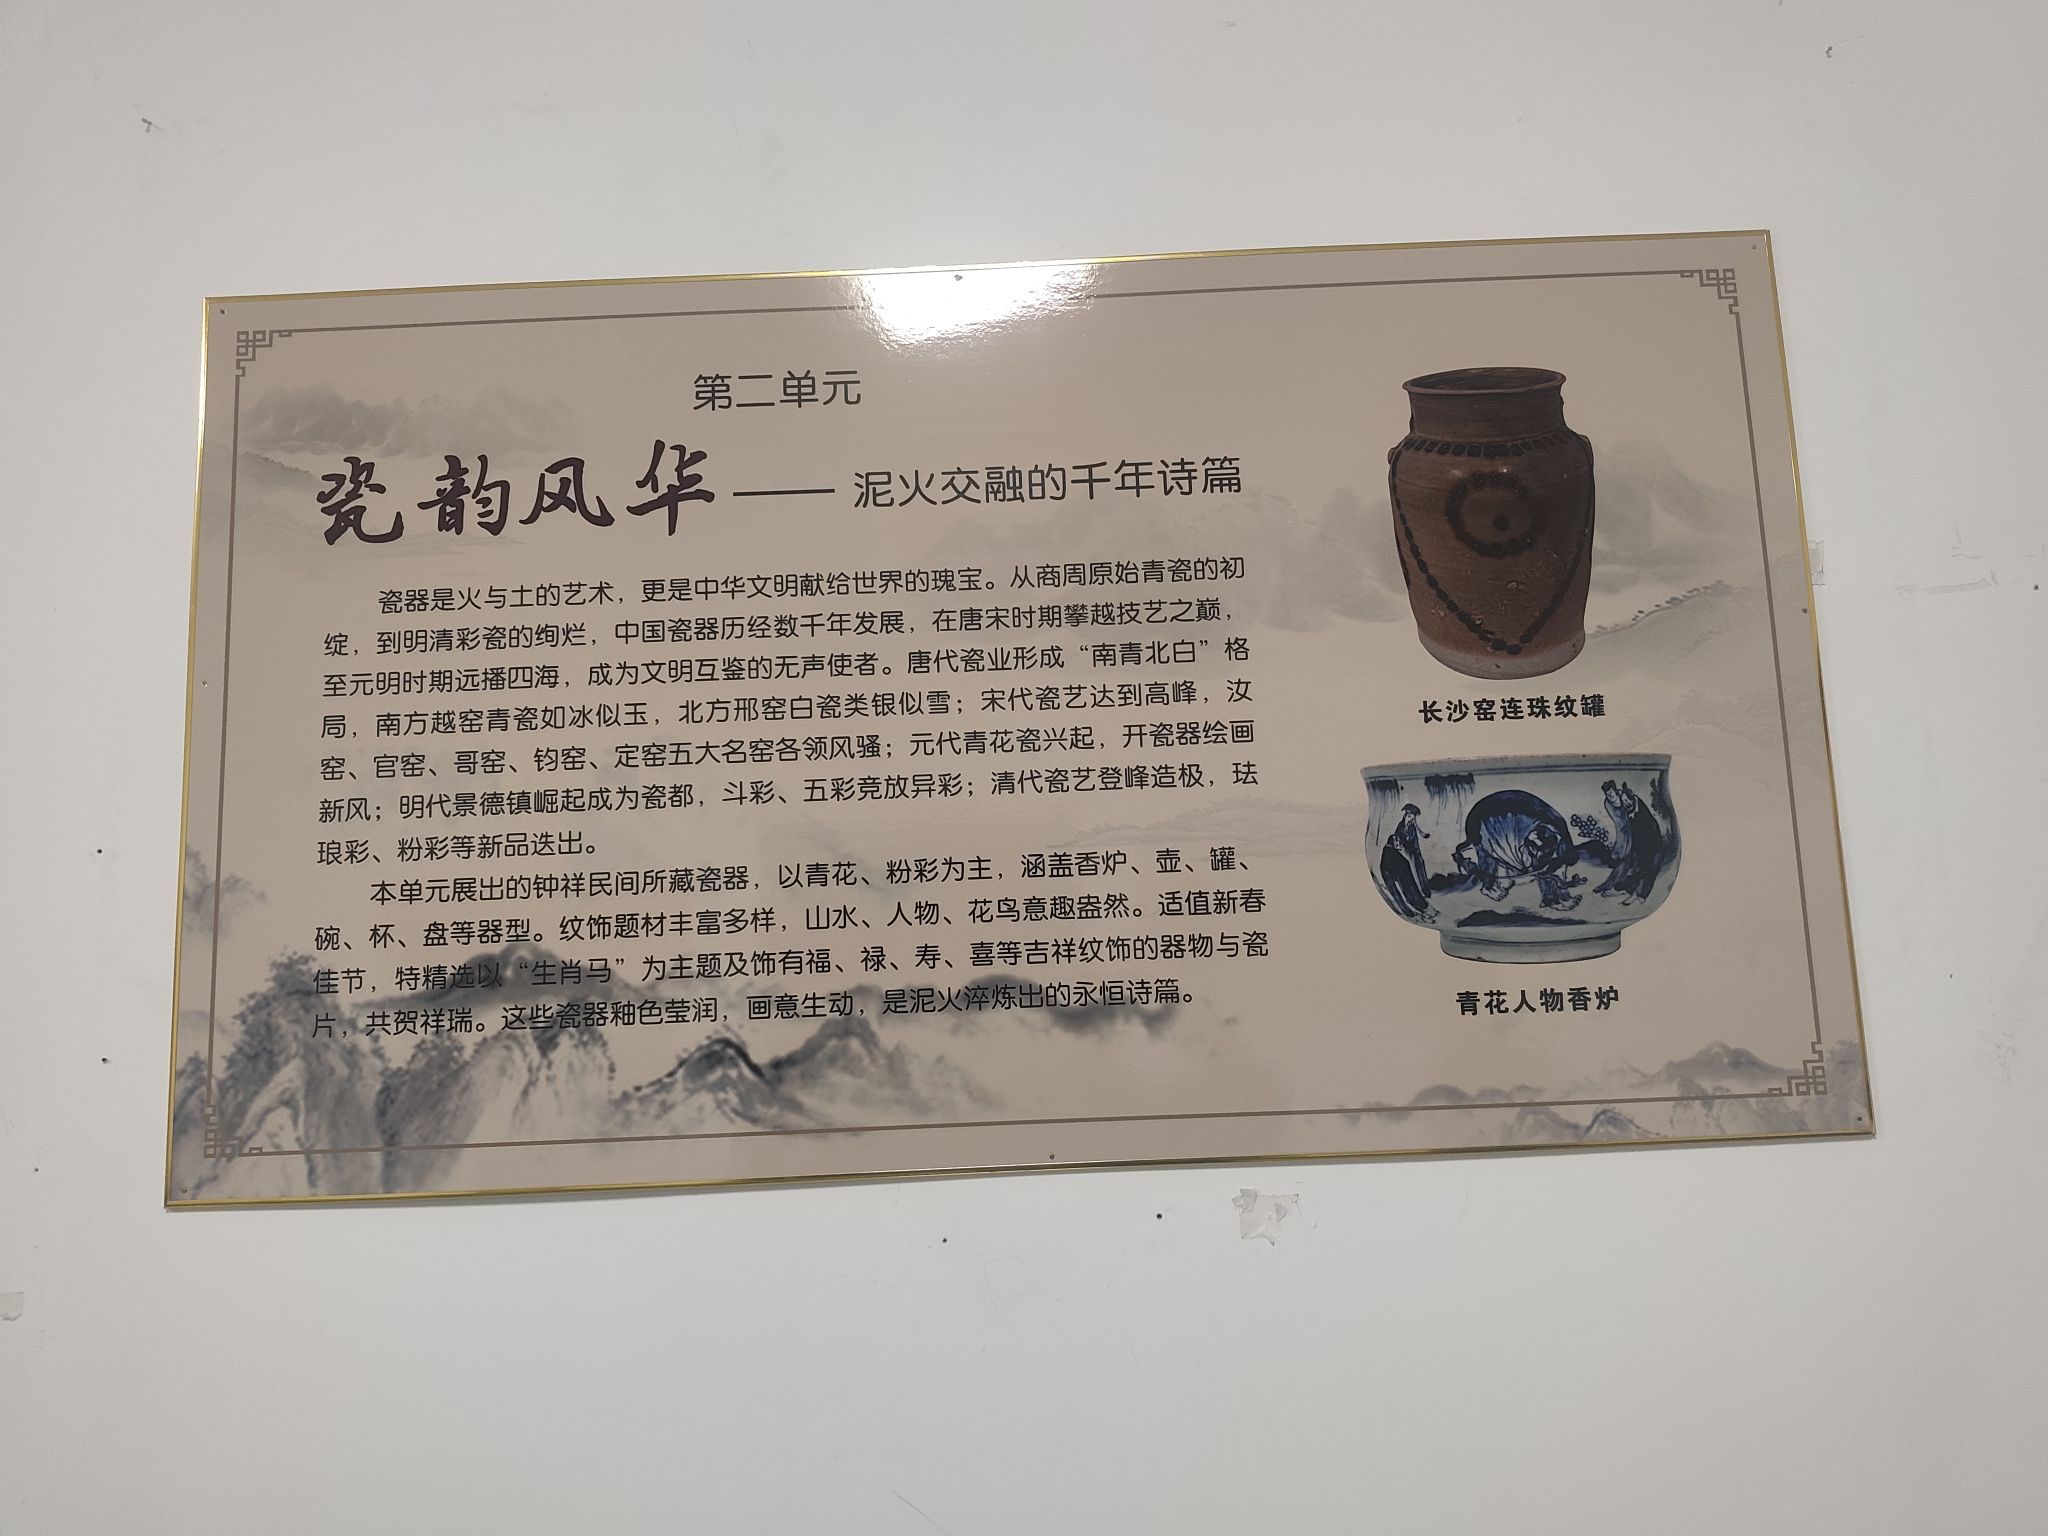 第二单元
瓷韵风华——泥火交融的千年诗篇
瓷器是火与土的艺术，更是中华文明献给世界的瑰宝。从商周原始青瓷的初
绽，到明清彩瓷的绚烂，中国瓷器历经数千年发展，在唐宋时期攀越技艺之巅，
至元明时期远播四海，成为文明互鉴的无声使者。唐代瓷业形成“南青北白”格
局，南方越窑青瓷如冰似玉，北方邢窑白瓷类银似雪；宋代瓷艺达到高峰，汝
窑、官窑、哥窑、钧窑、定窑五大名窑各领风骚；元代青花瓷兴起，开瓷器绘画
新风；明代景德镇崛起成为瓷都，斗彩、五彩竞放异彩；清代瓷艺登峰造极，珐
琅彩、粉彩等新品迭出。
本单元展出的钟祥民间所藏瓷器，以青花、粉彩为主，涵盖香炉、壶、罐、
碗、杯、盘等器型。纹饰题材丰富多样，山水、人物、花鸟意趣盎然。适值新春
佳节，特精选以“生肖马”为主题及饰有福、禄、寿、喜等吉祥纹饰的器物与瓷
片，共贺祥瑞。这些瓷器釉色莹润，画意生动，是泥火淬炼出的永恒诗篇。
长沙窑连珠纹罐
青花人物香炉